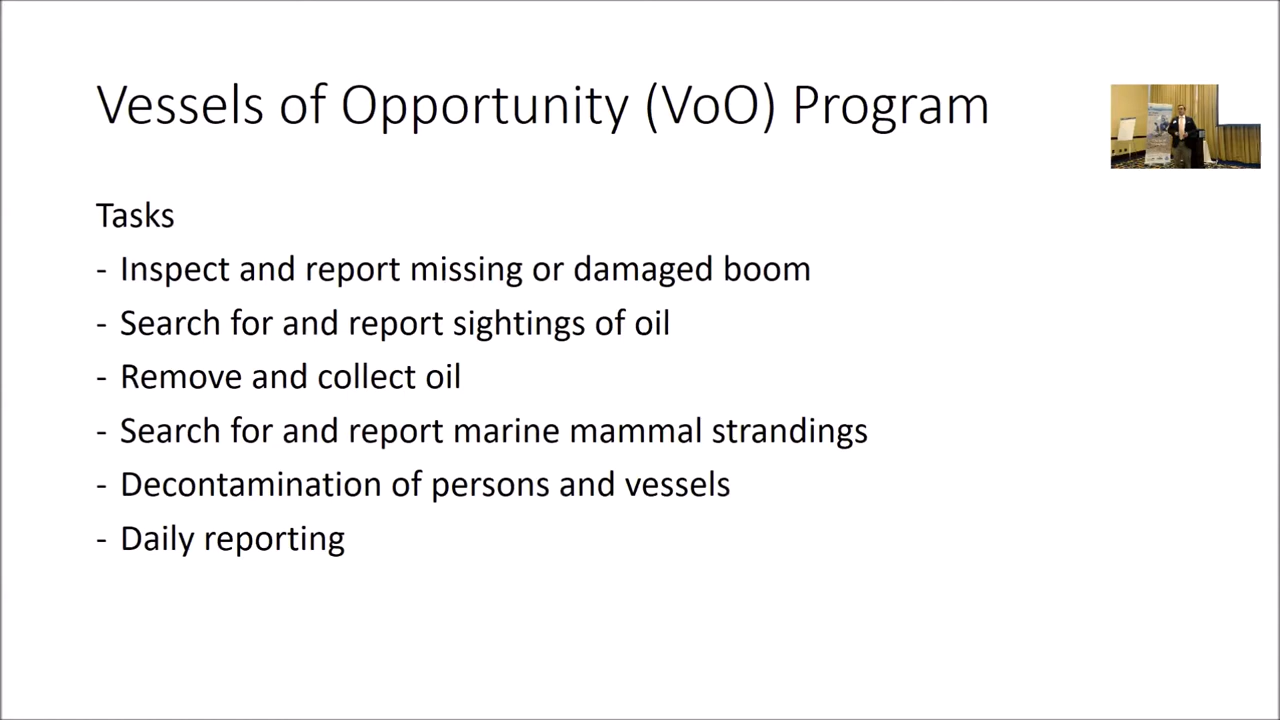 Vessels of Opportunity (VoO) Program
Tasks
- Inspect and report missing or damaged boom
- Search for and report sightings of oil
- Remove and collect oil
- Search for and report marine mammal strandings
- Decontamination of persons and vessels
- Daily reporting